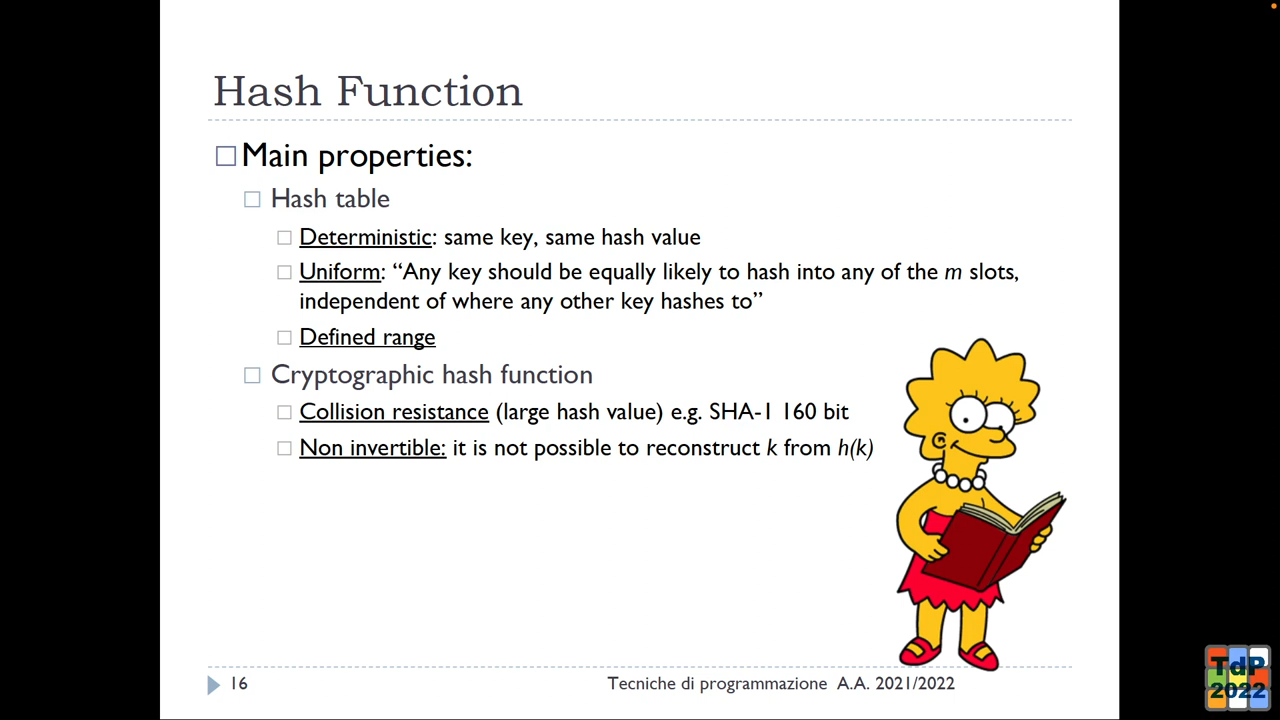 Hash Function
Main properties:
Hash table
Deterministic: same key, same hash value
Uniform: “Any key should be equally likely to hash into any of the m slots,
independent of where any other key hashes to”
Defined range
Cryptographic hash function
Collision resistance (large hash value) e.g. SHA-1 160 bit
Non invertible: it is not possible to reconstruct k from h(k)
16
Tecniche di programmazione A.A. 2021/2022
TdP
2022